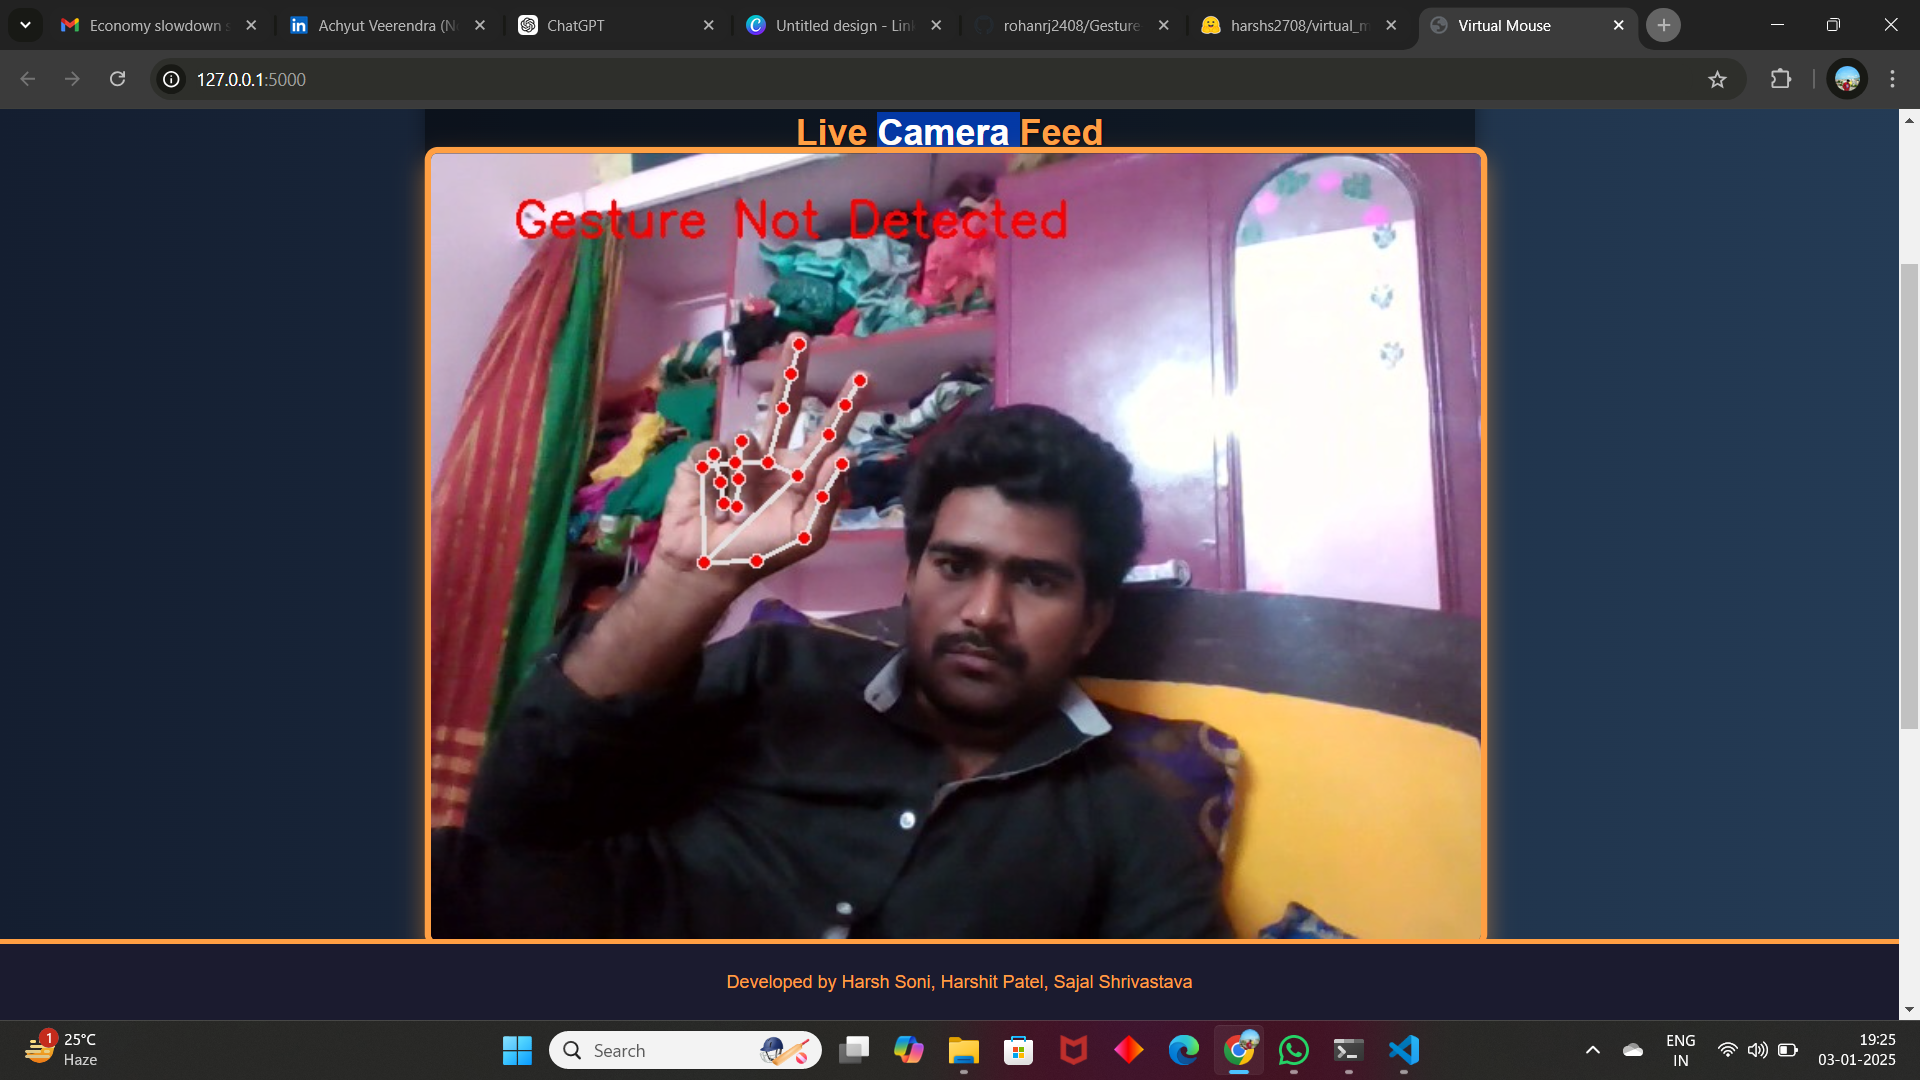 Economy slowdown s
Achyut Veerendra (N
ChatGPT
Untitled design - Lin
rohanrj2408/Gesture
harshs2708/virtual_m
Virtual Mouse
127.0.0.1:5000
Live Camera Feed
Gesture Not Detected
Developed by Harsh Soni, Harshit Patel, Sajal Shrivastava
1
25°C
Haze
Search
ENG
IN
19:25
03-01-2025